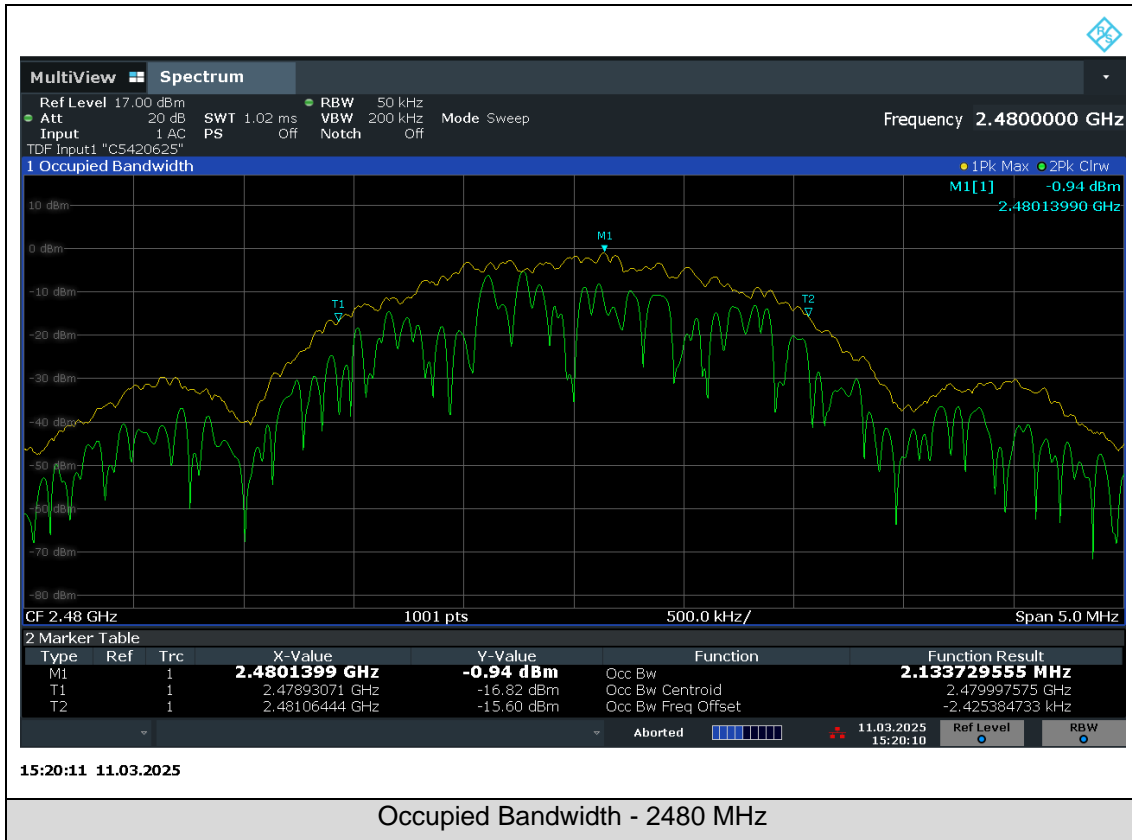 R&S
MultiView Spectrum
Ref Level 17.00 dBm RBW 50 kHz
Att 20 dB SWT 1.02 ms VBW 200 kHz Mode Sweep Frequency 2.4800000 GHz
Input 1 AC PS Off Notch Off
TDF Input1 "C5420625"
1 Occupied Bandwidth 1Pk Max 2Pk Clrw
M1[1] -0.94 dBm
2.48013990 GHz
10 dBm
M1
0 dBm
-10 dBm
T1 T2
-20 dBm
-30 dBm
-40 dBm
-50 dBm
-60 dBm
-70 dBm
-80 dBm
CF 2.48 GHz 1001 pts 500.0 kHz/ Span 5.0 MHz
2 Marker Table
Type Ref Trc X-Value Y-Value Function Function Result
M1 1 2.4801399 GHz -0.94 dBm Occ Bw 2.133729555 MHz
T1 1 2.47893071 GHz -16.82 dBm Occ Bw Centroid 2.479997575 GHz
T2 1 2.48106444 GHz -15.60 dBm Occ Bw Freq Offset -2.425384733 kHz
Aborted 11.03.2025 Ref Level RBW
15:20:10
15:20:11 11.03.2025
Occupied Bandwidth - 2480 MHz